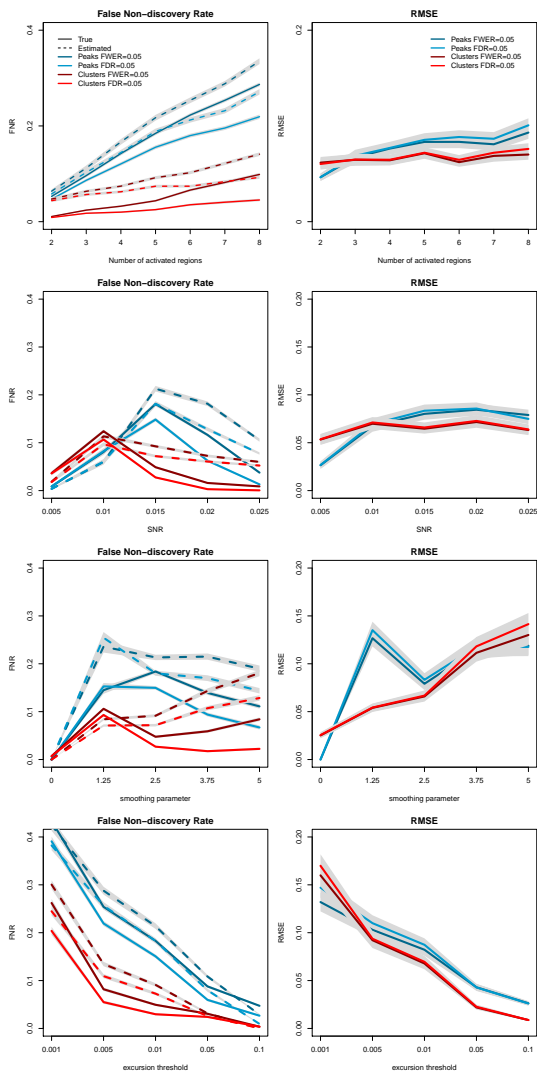 False Non−discovery Rate
RMSE
True
Estimated
Peaks FWER=0.05
Peaks FDR=0.05
Clusters FWER=0.05
Clusters FDR=0.05
Peaks FWER=0.05
Peaks FDR=0.05
Clusters FWER=0.05
Clusters FDR=0.05
FNR
0 0.2 0.4
2 3 4 5 6 7 8
Number of activated regions
RMSE
0 0.2 0.4
2 3 4 5 6 7 8
Number of activated regions
False Non−discovery Rate
RMSE
FNR
0.0 0.1 0.2 0.3 0.4
0.005 0.01 0.015 0.02 0.025
SNR
RMSE
0.00 0.05 0.10 0.15 0.20
0.005 0.01 0.015 0.02 0.025
SNR
False Non−discovery Rate
RMSE
FNR
0.0 0.1 0.2 0.3 0.4
0 1.25 2.5 3.75 5
smoothing parameter
RMSE
0.00 0.05 0.10 0.15 0.20
0 1.25 2.5 3.75 5
smoothing parameter
False Non−discovery Rate
RMSE
FNR
0.0 0.1 0.2 0.3 0.4
0.001 0.005 0.01 0.05 0.1
excursion threshold
RMSE
0.00 0.05 0.10 0.15 0.20
0.001 0.005 0.01 0.05 0.1
excursion threshold